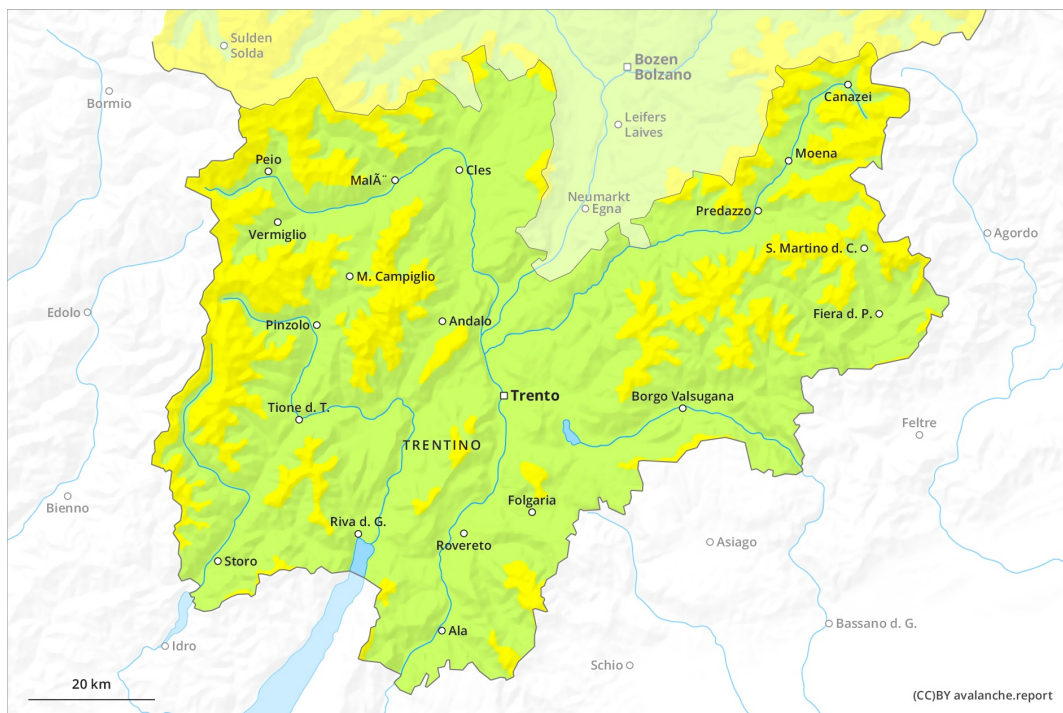 Sulden
Solda
Bozen
Bolzano
Bormio
Canazei
Leifers
Laives
Moena
Peio
MalÃ¨
Cles
Neumarkt
Egna
Predazzo
Vermiglio
Agordo
S. Martino d. C.
M. Campiglio
Edolo
Pinzolo
Andalo
Fiera d. P.
Trento
Borgo Valsugana
Tione d. T.
Feltre
TRENTINO
Bienno
Folgaria
Riva d. G.
Rovereto
Asiago
Storo
Bassano d. G.
Ala
Idro
Schio
20 km
(CC)BY avalanche.report